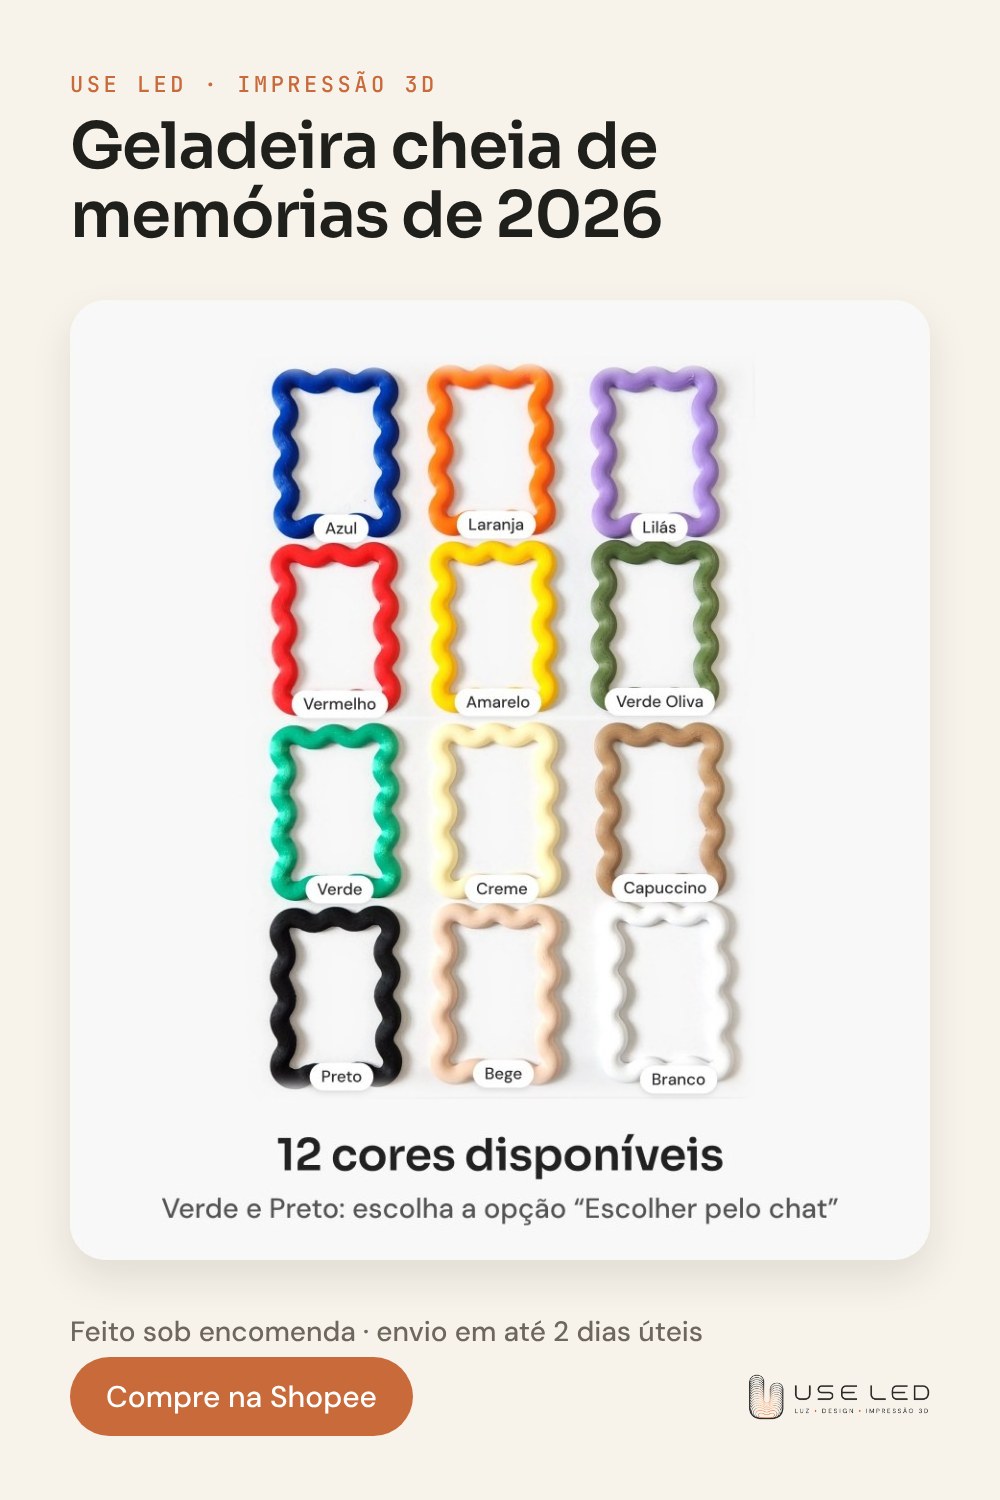 USE LED · IMPRESSÃO 3D
Geladeira cheia de
memórias de 2026
Azul
Laranja
Lilás
Vermelho
Amarelo
Verde Oliva
Verde
Creme
Capuccino
Preto
Bege
Branco
12 cores disponíveis
Verde e Preto: escolha a opção “Escolher pelo chat”
Feito sob encomenda · envio em até 2 dias úteis
Compre na Shopee
USE LED
LUZ • DESIGN • IMPRESSÃO 3D